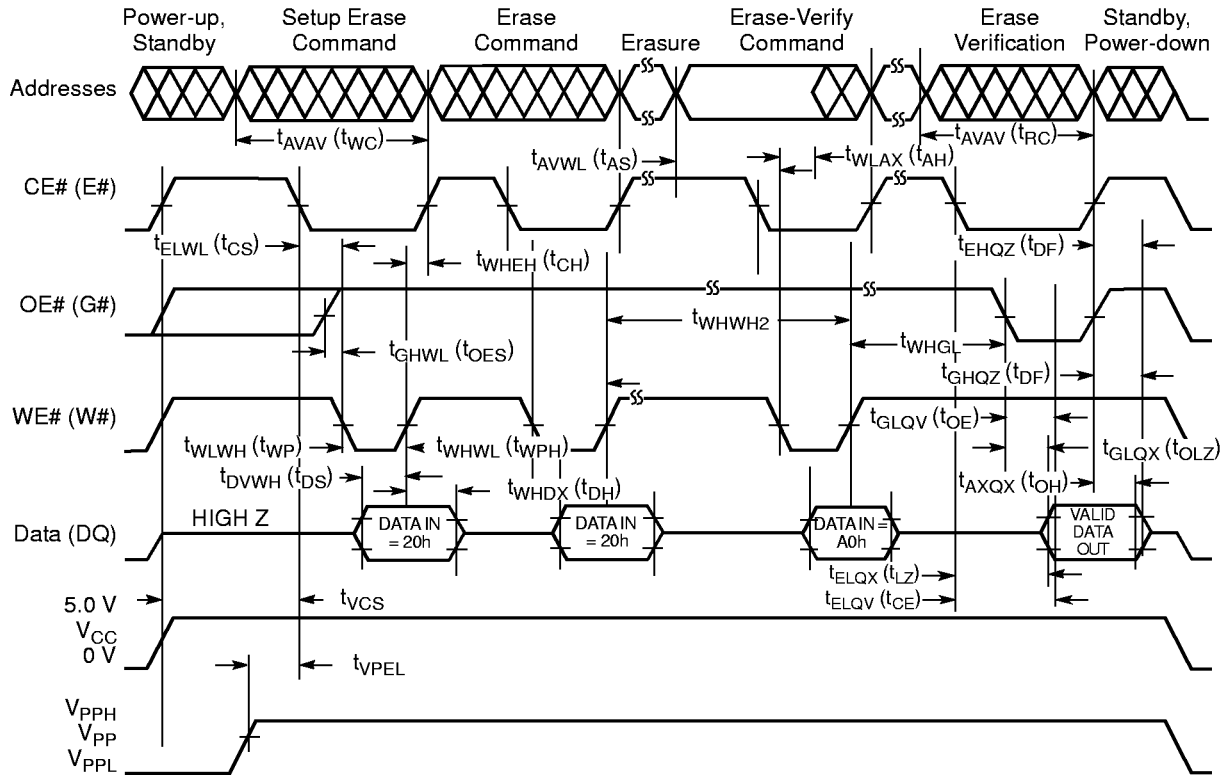 Power-up, Standby
Setup Erase Command
Erase Command
Erasure
Erase-Verify Command
Erase Verification
Standby, Power-down
Addresses
tAVAV (tWC)
tAVWL (tAS)
tWLAX (tAH)
tAVAV (tRC)
CE# (E#)
tELWL (tCS)
tWHEH (tCH)
tEHQZ (tDF)
OE# (G#)
tWHWH2
tWHGL
tGHWL (tOES)
tGHQZ (tDF)
WE# (W#)
tGLQV (tOE)
tWLWH (tWP)
tWHWL (tWPH)
tGLQX (tOLZ)
tDVWH (tDS)
tWHDX (tDH)
tAXQX (tOH)
Data (DQ)
HIGH Z
DATA IN = 20h
DATA IN = 20h
DATA IN = A0h
VALID DATA OUT
tELQX (tLZ)
tELQV (tCE)
5.0 V
VCC
0 V
tVCS
tVPEL
VPPH
VPP
VPPL